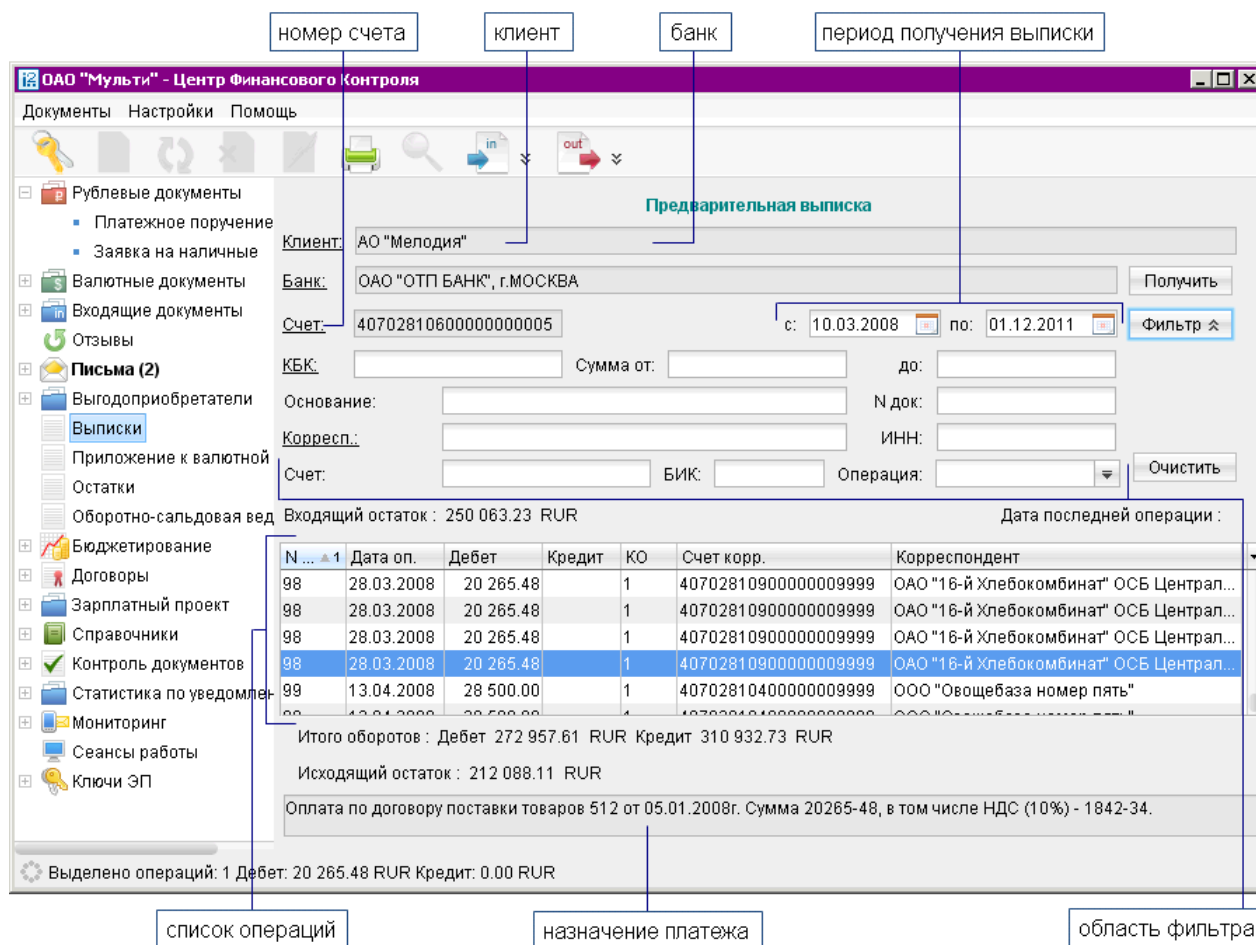 номер счета клиент банк период получения выписки
ОАО "Мульти" - Центр Финансового Контроля
Документы Настройки Помощь
in out
Рублевые документы
Платежное поручение
Заявка на наличные
Валютные документы
Входящие документы
Отзывы
Письма (2)
Выгодоприобретатели
Выписки
Приложение к валютной
Остатки
Оборотно-сальдовая вед
Бюджетирование
Договоры
Зарплатный проект
Справочники
Контроль документов
Статистика по уведомлен
Мониторинг
Сеансы работы
Ключи ЭП
Предварительная выписка
Клиент: АО "Мелодия"
Банк: ОАО "ОТП БАНК", г.МОСКВА Получить
Счет: 40702810600000000005 с: 10.03.2008 по: 01.12.2011 Фильтр
КБК: Сумма от: до:
Основание: N док:
Корресп.: ИНН:
Счет: БИК: Операция: Очистить
Входящий остаток : 250 063.23 RUR Дата последней операции :
N ... 1 Дата оп. Дебет Кредит КО Счет корр. Корреспондент
98 28.03.2008 20 265.48 1 40702810900000009999 ОАО "16-й Хлебокомбинат" ОСБ Централ...
98 28.03.2008 20 265.48 1 40702810900000009999 ОАО "16-й Хлебокомбинат" ОСБ Централ...
98 28.03.2008 20 265.48 1 40702810900000009999 ОАО "16-й Хлебокомбинат" ОСБ Централ...
98 28.03.2008 20 265.48 1 40702810900000009999 ОАО "16-й Хлебокомбинат" ОСБ Централ...
99 13.04.2008 28 500.00 1 40702810400000009999 ООО "Овощебаза номер пять"
Итого оборотов : Дебет 272 957.61 RUR Кредит 310 932.73 RUR
Исходящий остаток : 212 088.11 RUR
Оплата по договору поставки товаров 512 от 05.01.2008г. Сумма 20265-48, в том числе НДС (10%) - 1842-34.
Выделено операций: 1 Дебет: 20 265.48 RUR Кредит: 0.00 RUR
список операций назначение платежа область фильтра